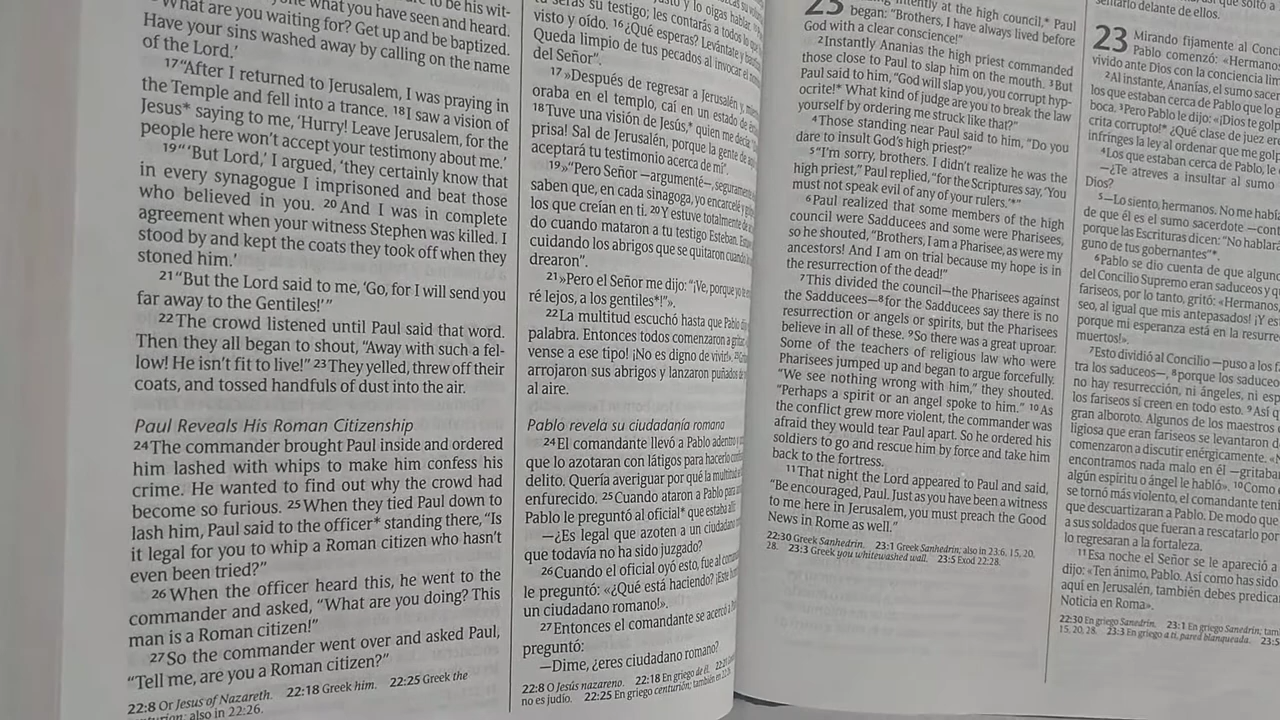 to be his wit-
one what you have seen and heard.
What are you waiting for? Get up and be baptized.
Have your sins washed away by calling on the name
of the Lord.’
17“After I returned to Jerusalem, I was praying in
the Temple and fell into a trance. 18I saw a vision of
Jesus* saying to me, ‘Hurry! Leave Jerusalem, for the
people here won’t accept your testimony about me.’
19“‘But Lord,’ I argued, ‘they certainly know that
in every synagogue I imprisoned and beat those
who believed in you. 20And I was in complete
agreement when your witness Stephen was killed. I
stood by and kept the coats they took off when they
stoned him.’
21“But the Lord said to me, ‘Go, for I will send you
far away to the Gentiles!’”
22The crowd listened until Paul said that word.
Then they all began to shout, “Away with such a fel-
low! He isn’t fit to live!” 23They yelled, threw off their
coats, and tossed handfuls of dust into the air.
Paul Reveals His Roman Citizenship
24The commander brought Paul inside and ordered
him lashed with whips to make him confess his
crime. He wanted to find out why the crowd had
become so furious. 25When they tied Paul down to
lash him, Paul said to the officer* standing there, “Is
it legal for you to whip a Roman citizen who hasn’t
even been tried?”
26When the officer heard this, he went to the
commander and asked, “What are you doing? This
man is a Roman citizen!”
27So the commander went over and asked Paul,
“Tell me, are you a Roman citizen?”
22:8 Or Jesus of Nazareth. 22:18 Greek him. 22:25 Greek the
also in 22:26.
justo y lo oigas hablar.
visto y oído. 16¿Qué esperas? Levántate y
Queda limpio de tus pecados al invocar el
del Señor”.
17»Después de regresar a Jerusalén y,
oraba en el templo, caí en un estado de
18Tuve una visión de Jesús,* quien me decía:
prisa! Sal de Jerusalén, porque la gente de
aceptará tu testimonio acerca de mí”.
19»“Pero Señor —argumenté—, seguramente
saben que, en cada sinagoga, yo encarcelé y
los que creían en ti. 20Y estuve totalmente de
do cuando mataron a tu testigo Esteban.
cuidando los abrigos que se quitaron cuando
drearon”.
21»Pero el Señor me dijo: “¡Ve, porque yo te
ré lejos, a los gentiles*!”».
22La multitud escuchó hasta que Pablo
palabra. Entonces todos comenzaron a
vense a ese tipo! ¡No es digno de vivir!».
arrojaron sus abrigos y lanzaron puñados de
al aire.
Pablo revela su ciudadanía romana
24El comandante llevó a Pablo adentro y
que lo azotaran con látigos para hacerlo
delito. Quería averiguar por qué la multitud
enfurecido. 25Cuando ataron a Pablo para
Pablo le preguntó al oficial* que estaba allí:
—¿Es legal que azoten a un ciudadano
que todavía no ha sido juzgado?
26Cuando el oficial oyó esto, fue al
le preguntó: «¿Qué está haciendo? ¡Este
un ciudadano romano!».
27Entonces el comandante se acercó a
preguntó:
—Dime, ¿eres ciudadano romano?
22:8 O Jesús nazareno. 22:18 En griego de él.
no es judío. 22:25 En griego centurión; también en
23 intently at the high council,* Paul
began: “Brothers, I have always lived before
God with a clear conscience!”
2Instantly Ananias the high priest commanded
those close to Paul to slap him on the mouth. 3But
Paul said to him, “God will slap you, you corrupt hyp-
ocrite!* What kind of judge are you to break the law
yourself by ordering me struck like that?”
4Those standing near Paul said to him, “Do you
dare to insult God’s high priest?”
5“I’m sorry, brothers. I didn’t realize he was the
high priest,” Paul replied, “for the Scriptures say, ‘You
must not speak evil of any of your rulers.’*”
6Paul realized that some members of the high
council were Sadducees and some were Pharisees,
so he shouted, “Brothers, I am a Pharisee, as were my
ancestors! And I am on trial because my hope is in
the resurrection of the dead!”
7This divided the council—the Pharisees against
the Sadducees—8for the Sadducees say there is no
resurrection or angels or spirits, but the Pharisees
believe in all of these. 9So there was a great uproar.
Some of the teachers of religious law who were
Pharisees jumped up and began to argue forcefully.
“We see nothing wrong with him,” they shouted.
“Perhaps a spirit or an angel spoke to him.” 10As
the conflict grew more violent, the commander was
afraid they would tear Paul apart. So he ordered his
soldiers to go and rescue him by force and take him
back to the fortress.
11That night the Lord appeared to Paul and said,
“Be encouraged, Paul. Just as you have been a witness
to me here in Jerusalem, you must preach the Good
News in Rome as well.”
22:30 Greek Sanhedrin. 23:1 Greek Sanhedrin; also in 23:6, 15, 20,
28. 23:3 Greek you whitewashed wall. 23:5 Exod 22:28.
sentarlo delante de ellos.
23 Mirando fijamente al
Pablo comenzó: «Hermanos
vivido ante Dios con la conciencia
2Al instante, Ananías, el sumo
los que estaban cerca de Pablo que lo
boca. 3Pero Pablo le dijo: «¡Dios te
crita corrupto!* ¿Qué clase de juez
infringes la ley al ordenar que me
4Los que estaban cerca de Pablo, le
—¿Te atreves a insultar al sumo
Dios?
5—Lo siento, hermanos. No me
de que él es el sumo sacerdote
porque las Escrituras dicen: “No
guno de tus gobernantes”*.
6Pablo se dio cuenta de que
del Concilio Supremo eran saduceos y
fariseos, por lo tanto, gritó: «Hermanos
seo, al igual que mis antepasados! ¡Y
porque mi esperanza está en la
muertos!».
7Esto dividió al Concilio —puso a los
tra los saduceos—, 8porque los
no hay resurrección, ni ángeles, ni
los fariseos sí creen en todo esto. 9Así
gran alboroto. Algunos de los maestros
ligiosa que eran fariseos se levantaron
comenzaron a discutir enérgicamente.
encontramos nada malo en él
algún espíritu o ángel le habló». 10Como
se tornó más violento, el comandante
que descuartizaran a Pablo. De modo que
a sus soldados que fueran a rescatarlo por
lo regresaran a la fortaleza.
11Esa noche el Señor se le apareció a
dijo: «Ten ánimo, Pablo. Así como has sido
aquí en Jerusalén, también debes
Noticia en Roma».
22:30 En griego Sanedrín. 23:1 En griego Sanedrín;
15, 20, 28. 23:3 En griego a ti, pared blanqueada.